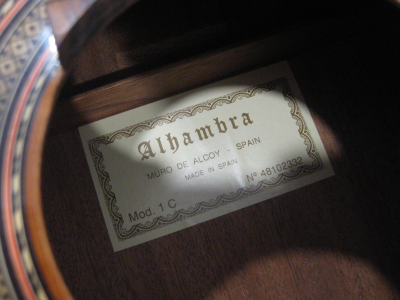 Alhambra
MURO DE ALCOY - SPAIN
MADE IN SPAIN
Mod. 1 C
Nº 48102332